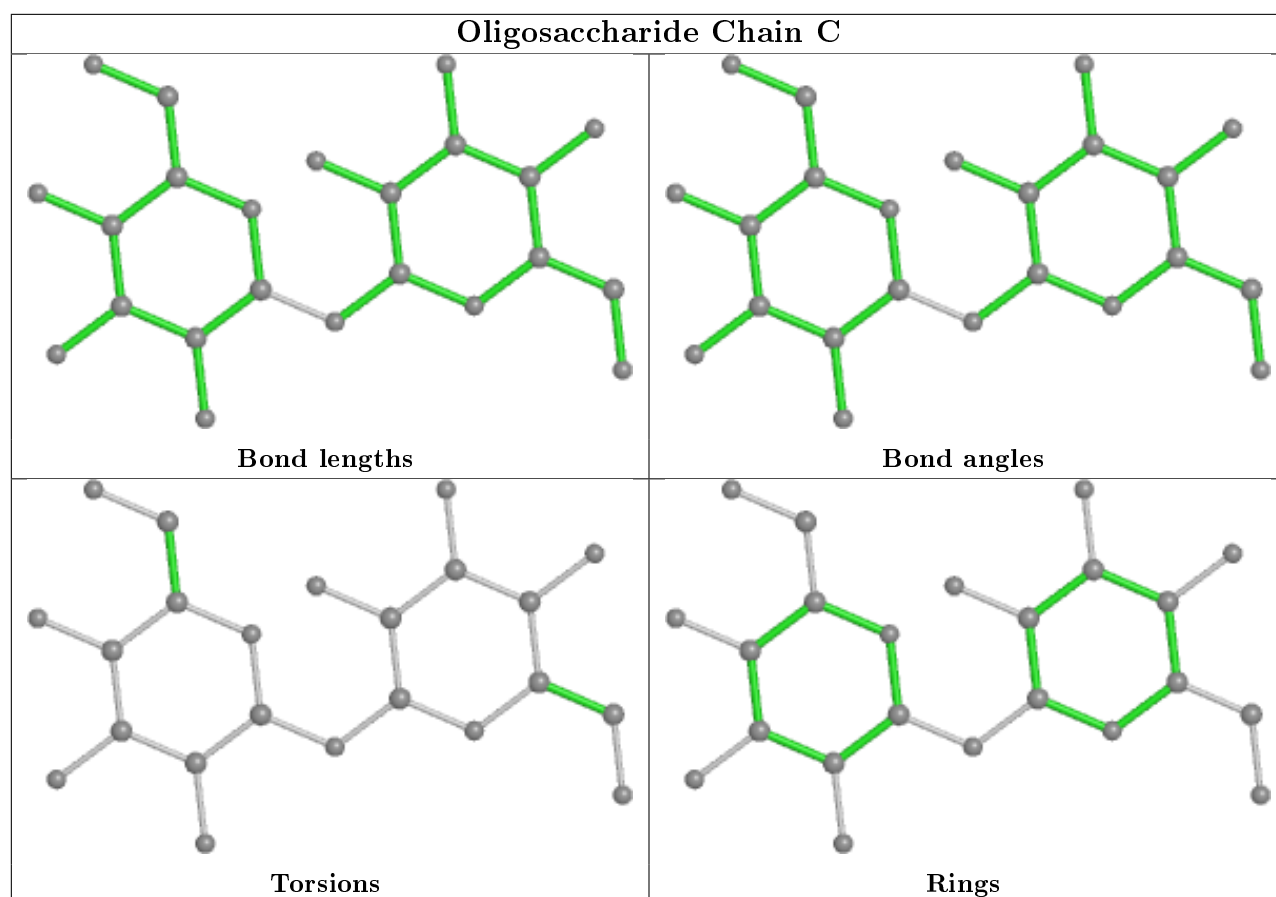 Oligosaccharide Chain C
Bond lengths
Bond angles
Torsions
Rings